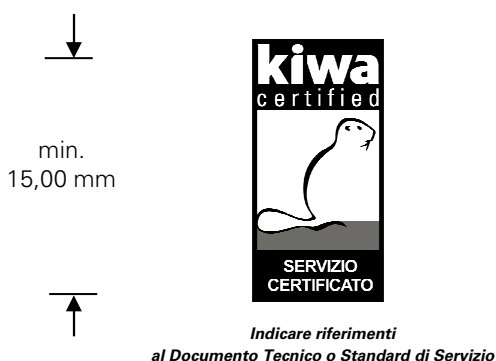 min.
15,00 mm
kiwa
certified
SERVIZIO
CERTIFICATO
Indicare riferimenti
al Documento Tecnico o Standard di Servizio